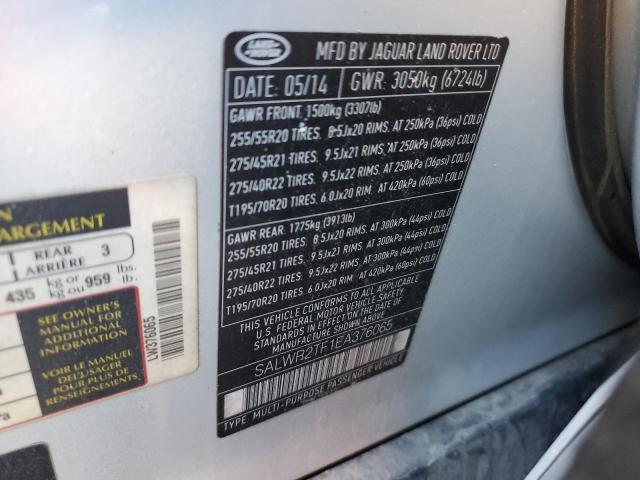 LAND ROVER
MFD BY JAGUAR LAND ROVER LTD
DATE: 05/14 GWR: 3050kg (6724lb)
GAWR FRONT 1500kg (3307lb)
255/55R20 TIRES. 8.5Jx20 RIMS. AT 250kPa (36psi) COLD
275/45R21 TIRES. 9.5Jx21 RIMS. AT 250kPa (36psi) COLD
275/40R22 TIRES. 9.5Jx22 RIMS. AT 250kPa (36psi) COLD
T195/70R20 TIRES. 6.0Jx20 RIM. AT 420kPa (60psi) COLD
GAWR REAR. 1775kg (3913lb)
255/55R20 TIRES. 8.5Jx20 RIMS. AT 300kPa (44psi) COLD
275/45R21 TIRES. 9.5Jx21 RIMS. AT 300kPa (44psi) COLD
275/40R22 TIRES. 9.5Jx22 RIMS. AT 300kPa (44psi) COLD
T195/70R20 TIRES. 6.0Jx20 RIM. AT 420kPa (60psi) COLD
THIS VEHICLE CONFORMS TO ALL APPLICABLE
U.S. FEDERAL MOTOR VEHICLE SAFETY
STANDARDS IN EFFECT ON THE DATE OF
MANUFACTURE SHOWN ABOVE.
SALWR2TF1EA376065
TYPE: MULTI-PURPOSE PASSENGER VEHICLE
ARGEMENT
REAR 3
ARRIÈRE
435 kg or 959 lbs.
kg ou lb.
SEE OWNER'S
MANUAL FOR
ADDITIONAL
INFORMATION
VOIR LE MANUEL
DE L'USAGER
POUR PLUS DE
RENSEIGNEMENTS
LW376065